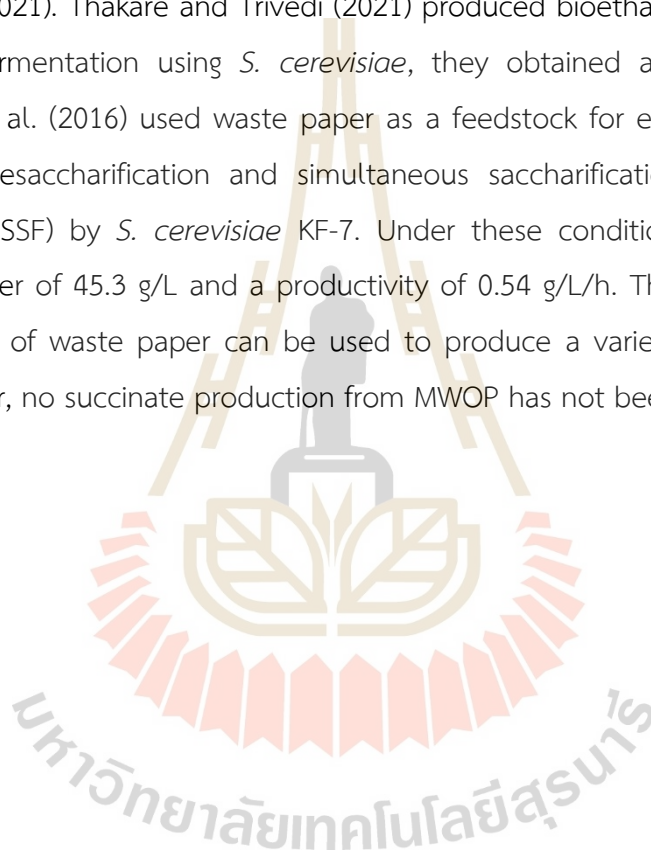 021). Thakare and Trivedi (2021) produced bioetha
rmentation using S. cerevisiae, they obtained a
al. (2016) used waste paper as a feedstock for e
esaccharification and simultaneous saccharificati
SSF) by S. cerevisiae KF-7. Under these conditio
er of 45.3 g/L and a productivity of 0.54 g/L/h. Th
of waste paper can be used to produce a varie
r, no succinate production from MWOP has not bee
มหาวิทยาลัยเทคโนโลยีสุรนารี